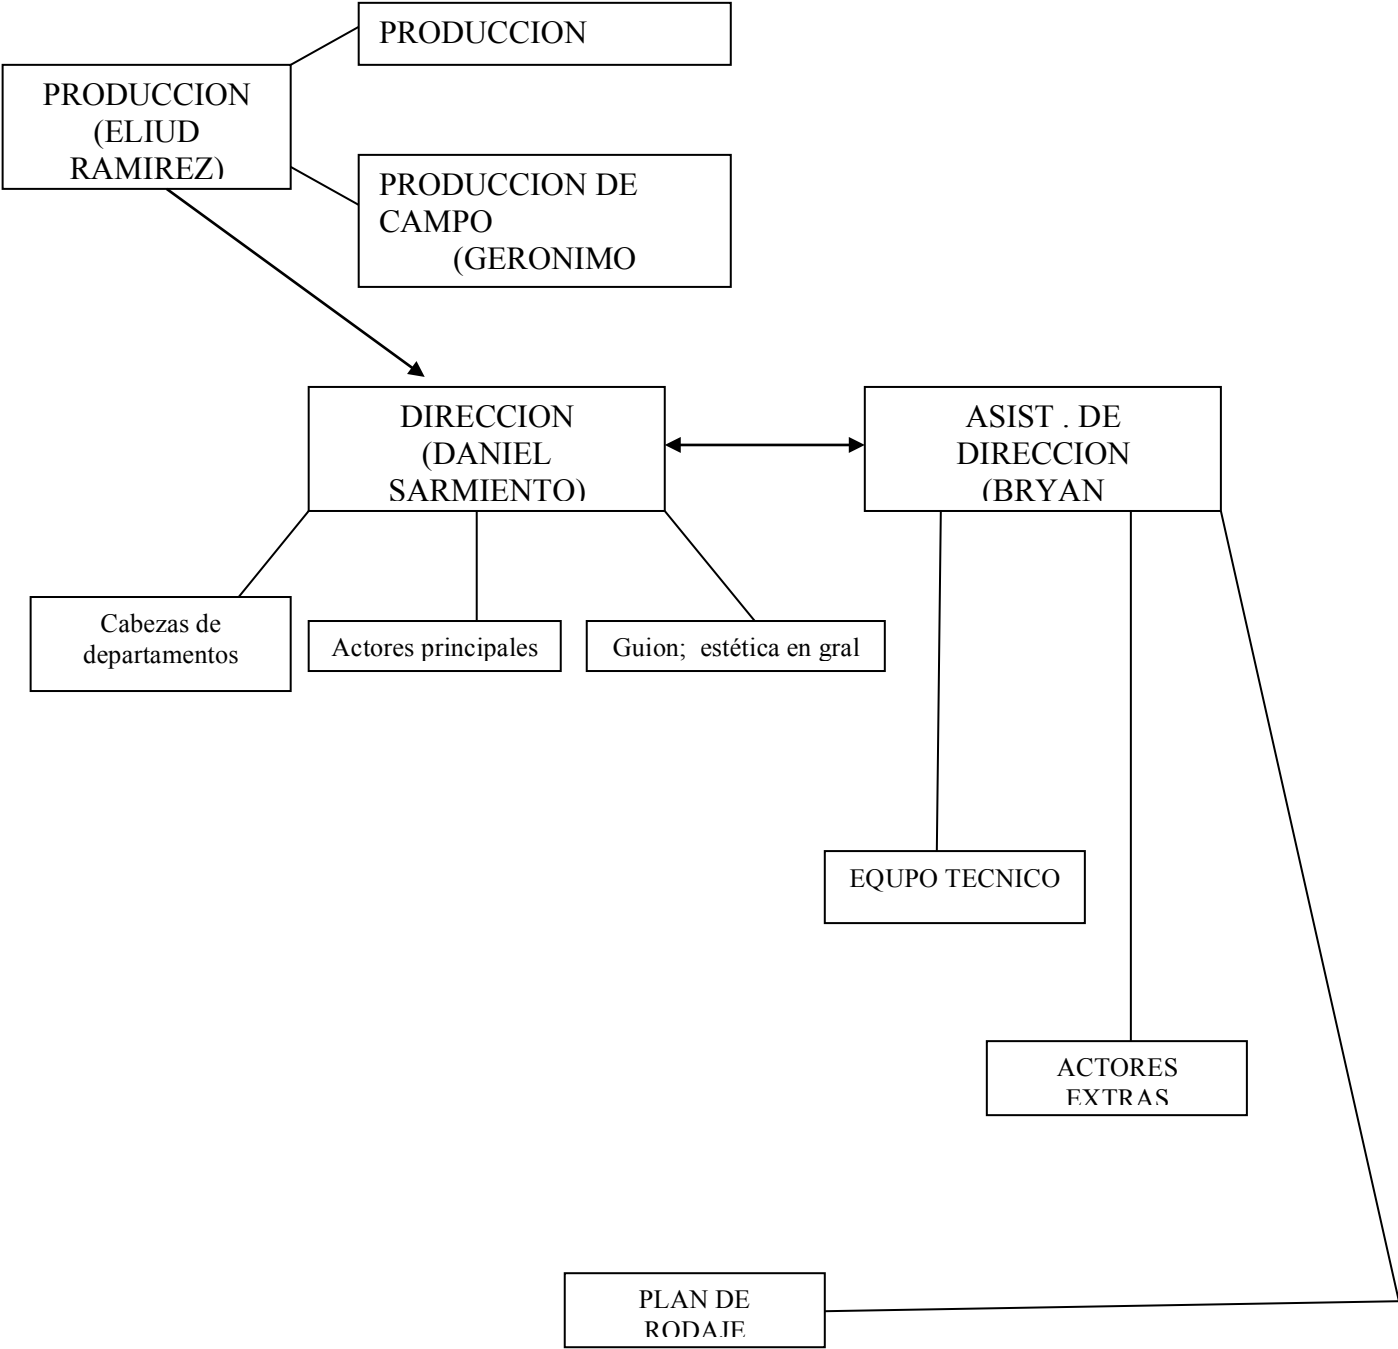 PRODUCCION
PRODUCCION
(ELIUD
RAMIREZ)
PRODUCCION DE
CAMPO
(GERONIMO
DIRECCION
(DANIEL
SARMIENTO)
ASIST . DE
DIRECCION
(BRYAN
Cabezas de
departamentos
Actores principales
Guion; estética en gral
EQUPO TECNICO
ACTORES
EXTRAS
PLAN DE
RODAJE